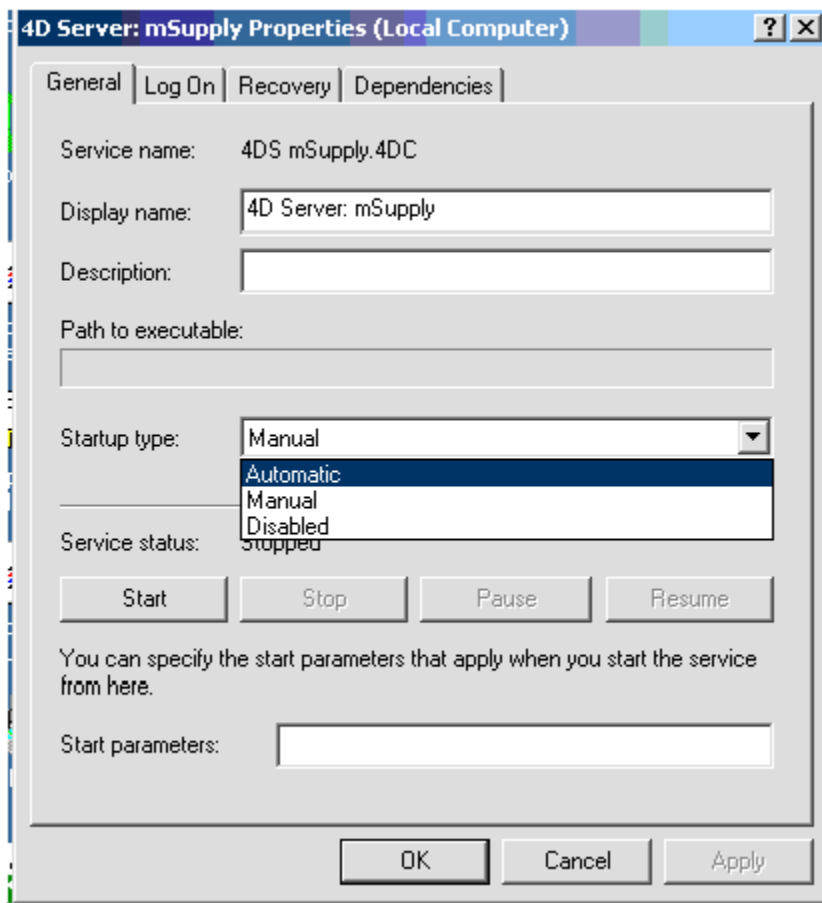 4D Server: mSupply Properties (Local Computer)
General Log On Recovery Dependencies
Service name: 4DS mSupply.4DC
Display name: 4D Server: mSupply
Description:
Path to executable:
Startup type: Manual
Automatic
Manual
Disabled
Service status: Stopped
Start Stop Pause Resume
You can specify the start parameters that apply when you start the service
from here.
Start parameters:
OK Cancel Apply